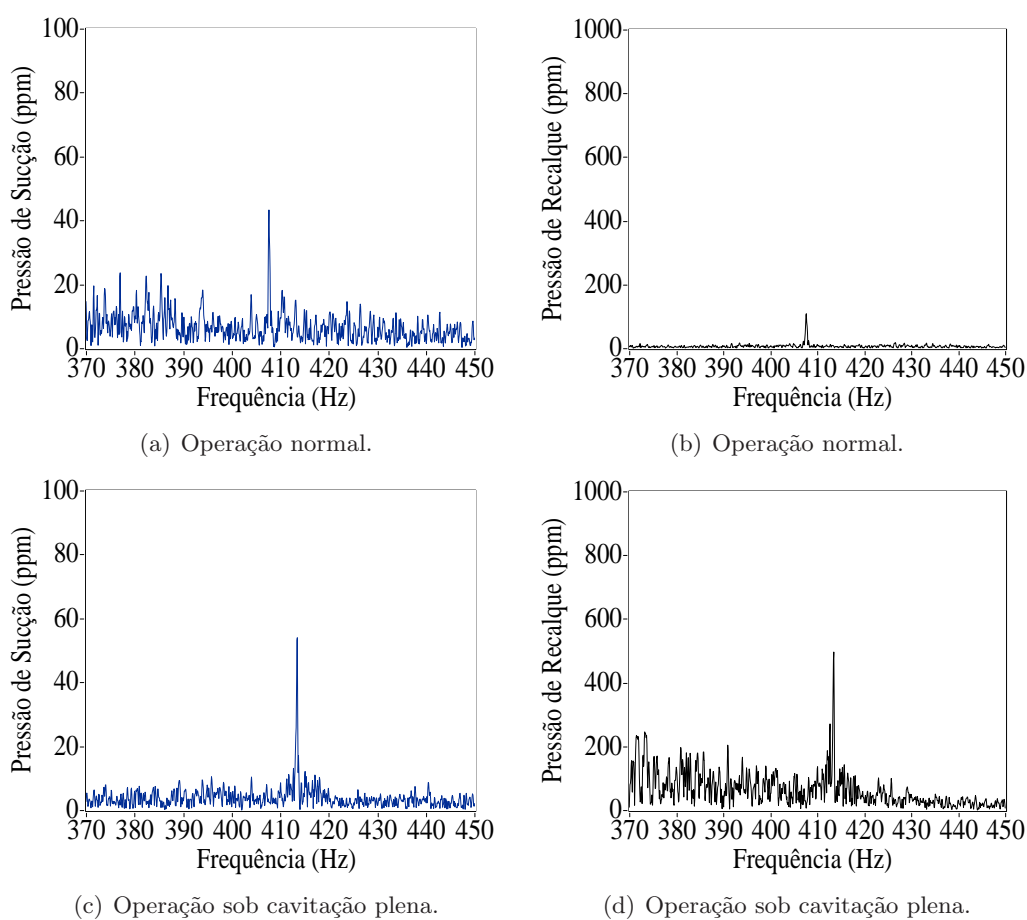 100
80
60
40
20
0
Pressão de Sucção (ppm)
370 380 390 400 410 420 430 440 450
Frequência (Hz)
(a) Operação normal.
1000
800
600
400
200
0
Pressão de Recalque (ppm)
370 380 390 400 410 420 430 440 450
Frequência (Hz)
(b) Operação normal.
100
80
60
40
20
0
Pressão de Sucção (ppm)
370 380 390 400 410 420 430 440 450
Frequência (Hz)
(c) Operação sob cavitação plena.
1000
800
600
400
200
0
Pressão de Recalque (ppm)
370 380 390 400 410 420 430 440 450
Frequência (Hz)
(d) Operação sob cavitação plena.